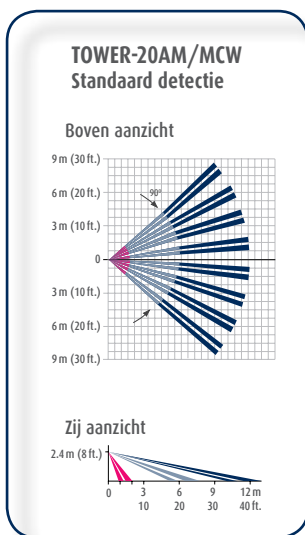 TOWER-20AM/MCW
Standaard detectie
Boven aanzicht
9 m (30 ft.)
6 m (20 ft.)
90°
3 m (10 ft.)
0
3 m (10 ft.)
6 m (20 ft.)
9 m (30 ft.)
Zij aanzicht
2.4 m (8 ft.)
0 3 6 9 12 m
10 20 30 40 ft.